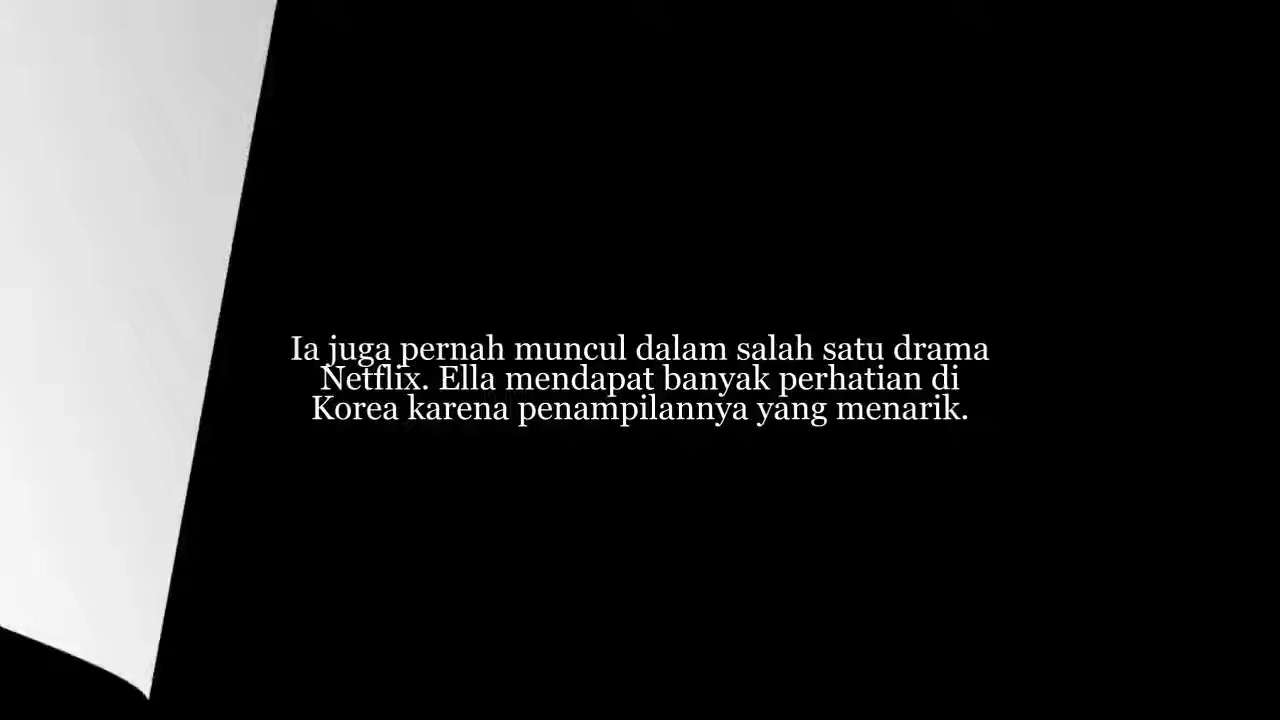 Ia juga pernah muncul dalam salah satu drama
Netflix. Ella mendapat banyak perhatian di
Korea karena penampilannya yang menarik.